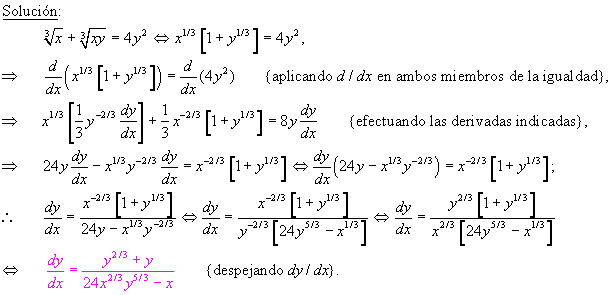 Solución:
∛x + ∛(xy) = 4y² ⇔ x^{1/3} [1 + y^{1/3}] = 4y²,
⇒ d/dx (x^{1/3} [1 + y^{1/3}]) = d/dx (4y²) {aplicando d / dx en ambos miembros de la igualdad},
⇒ x^{1/3} [1/3 y^{-2/3} dy/dx] + 1/3 x^{-2/3} [1 + y^{1/3}] = 8y dy/dx {efectuando las derivadas indicadas},
⇒ 24y dy/dx − x^{1/3} y^{-2/3} dy/dx = x^{-2/3} [1 + y^{1/3}] ⇔ dy/dx (24y − x^{1/3} y^{-2/3}) = x^{-2/3} [1 + y^{1/3}];
∴ dy/dx = x^{-2/3} [1 + y^{1/3}] / (24y − x^{1/3} y^{-2/3}) ⇔ dy/dx = x^{-2/3} [1 + y^{1/3}] / (y^{-2/3} [24y^{5/3} − x^{1/3}]) ⇔ dy/dx = y^{2/3} [1 + y^{1/3}] / (x^{2/3} [24y^{5/3} − x^{1/3}])
⇔ dy/dx = (y^{2/3} + y) / (24x^{2/3} y^{5/3} − x) {despejando dy / dx}.